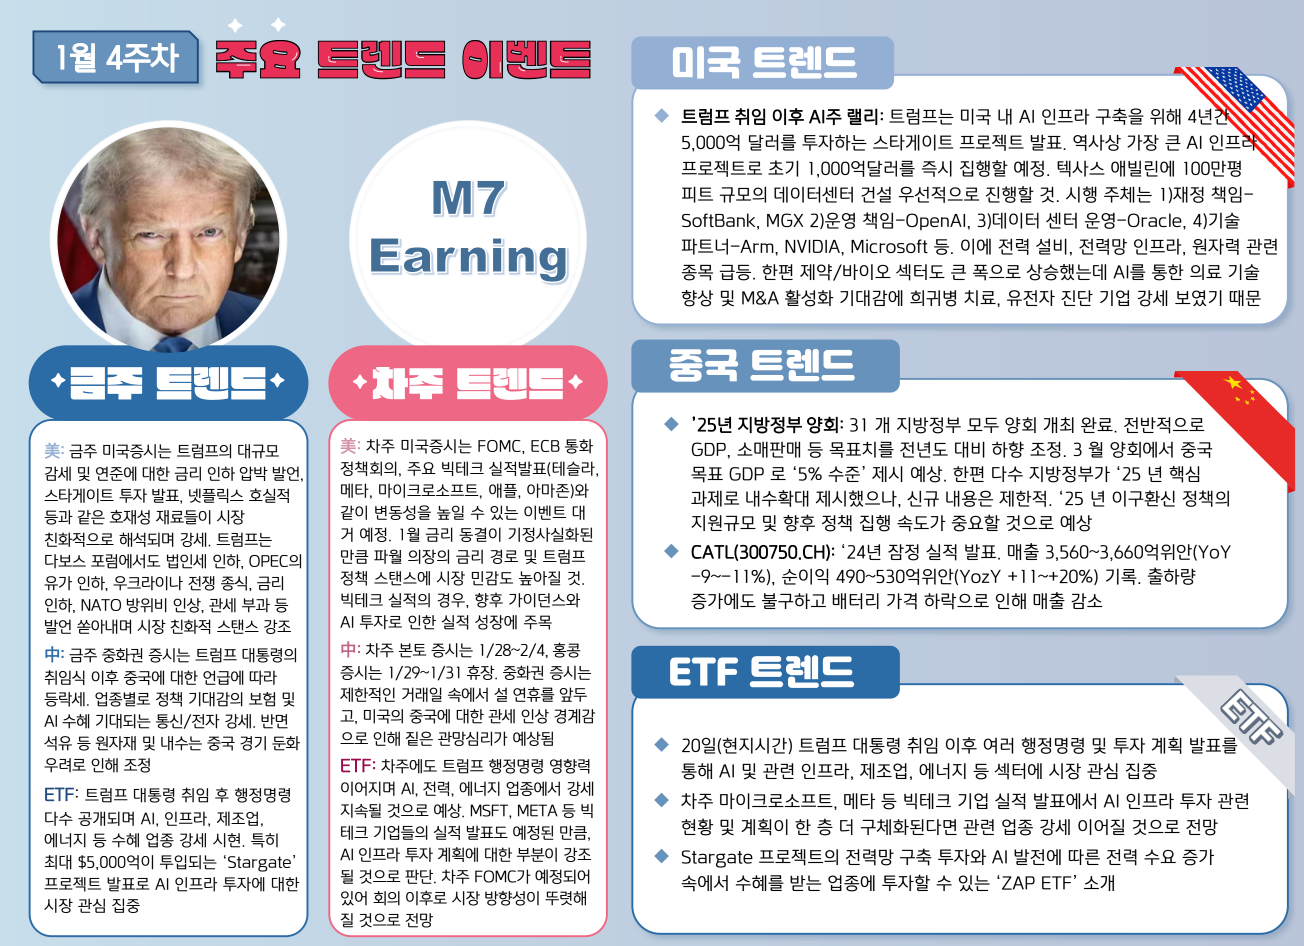 1월 4주차
주요 트렌드 이벤트
M7
Earning
금주 트렌드
美: 금주 미국증시는 트럼프의 대규모
감세 및 연준에 대한 금리 인하 압박 발언,
스타게이트 투자 발표, 넷플릭스 호실적
등과 같은 호재성 재료들이 시장
친화적으로 해석되며 강세. 트럼프는
다보스 포럼에서도 법인세 인하, OPEC의
유가 인하, 우크라이나 전쟁 종식, 금리
인하, NATO 방위비 인상, 관세 부과 등
발언 쏟아내며 시장 친화적 스탠스 강조
中: 금주 중화권 증시는 트럼프 대통령의
취임식 이후 중국에 대한 언급에 따라
등락세. 업종별로 정책 기대감의 보험 및
AI 수혜 기대되는 통신/전자 강세. 반면
석유 등 원자재 및 내수는 중국 경기 둔화
우려로 인해 조정
ETF: 트럼프 대통령 취임 후 행정명령
다수 공개되며 AI, 인프라, 제조업,
에너지 등 수혜 업종 강세 시현. 특히
최대 $5,000억이 투입되는 ‘Stargate’
프로젝트 발표로 AI 인프라 투자에 대한
시장 관심 집중
차주 트렌드
美: 차주 미국증시는 FOMC, ECB 통화
정책회의, 주요 빅테크 실적발표(테슬라,
메타, 마이크로소프트, 애플, 아마존)와
같이 변동성을 높일 수 있는 이벤트 대
거 예정. 1월 금리 동결이 기정사실화된
만큼 파월 의장의 금리 경로 및 트럼프
정책 스탠스에 시장 민감도 높아질 것.
빅테크 실적의 경우, 향후 가이던스와
AI 투자로 인한 실적 성장에 주목
中: 차주 본토 증시는 1/28~2/4, 홍콩
증시는 1/29~1/31 휴장. 중화권 증시는
제한적인 거래일 속에서 설 연휴를 앞두
고, 미국의 중국에 대한 관세 인상 경계감
으로 인해 짙은 관망심리가 예상됨
ETF: 차주에도 트럼프 행정명령 영향력
이어지며 AI, 전력, 에너지 업종에서 강세
지속될 것으로 예상. MSFT, META 등 빅
테크 기업들의 실적 발표도 예정된 만큼,
AI 인프라 투자 계획에 대한 부분이 강조
될 것으로 판단. 차주 FOMC가 예정되어
있어 회의 이후로 시장 방향성이 뚜렷해
질 것으로 전망
미국 트렌드
트럼프 취임 이후 AI주 랠리: 트럼프는 미국 내 AI 인프라 구축을 위해 4년간
5,000억 달러를 투자하는 스타게이트 프로젝트 발표. 역사상 가장 큰 AI 인프라
프로젝트로 초기 1,000억달러를 즉시 집행할 예정. 텍사스 애빌린에 100만평
피트 규모의 데이터센터 건설 우선적으로 진행할 것. 시행 주체는 1)재정 책임-
SoftBank, MGX 2)운영 책임-OpenAI, 3)데이터 센터 운영-Oracle, 4)기술
파트너-Arm, NVIDIA, Microsoft 등. 이에 전력 설비, 전력망 인프라, 원자력 관련
종목 급등. 한편 제약/바이오 섹터도 큰 폭으로 상승했는데 AI를 통한 의료 기술
향상 및 M&A 활성화 기대감에 희귀병 치료, 유전자 진단 기업 강세 보였기 때문
중국 트렌드
’25년 지방정부 양회: 31 개 지방정부 모두 양회 개최 완료. 전반적으로
GDP, 소매판매 등 목표치를 전년도 대비 하향 조정. 3 월 양회에서 중국
목표 GDP 로 ‘5% 수준’ 제시 예상. 한편 다수 지방정부가 ‘25 년 핵심
과제로 내수확대 제시했으나, 신규 내용은 제한적. ‘25 년 이구환신 정책의
지원규모 및 향후 정책 집행 속도가 중요할 것으로 예상
CATL(300750.CH): ‘24년 잠정 실적 발표. 매출 3,560~3,660억위안(YoY
-9~-11%), 순이익 490~530억위안(YozY +11~+20%) 기록. 출하량
증가에도 불구하고 배터리 가격 하락으로 인해 매출 감소
ETF 트렌드
ETF
20일(현지시간) 트럼프 대통령 취임 이후 여러 행정명령 및 투자 계획 발표를
통해 AI 및 관련 인프라, 제조업, 에너지 등 섹터에 시장 관심 집중
차주 마이크로소프트, 메타 등 빅테크 기업 실적 발표에서 AI 인프라 투자 관련
현황 및 계획이 한 층 더 구체화된다면 관련 업종 강세 이어질 것으로 전망
Stargate 프로젝트의 전력망 구축 투자와 AI 발전에 따른 전력 수요 증가
속에서 수혜를 받는 업종에 투자할 수 있는 ‘ZAP ETF’ 소개